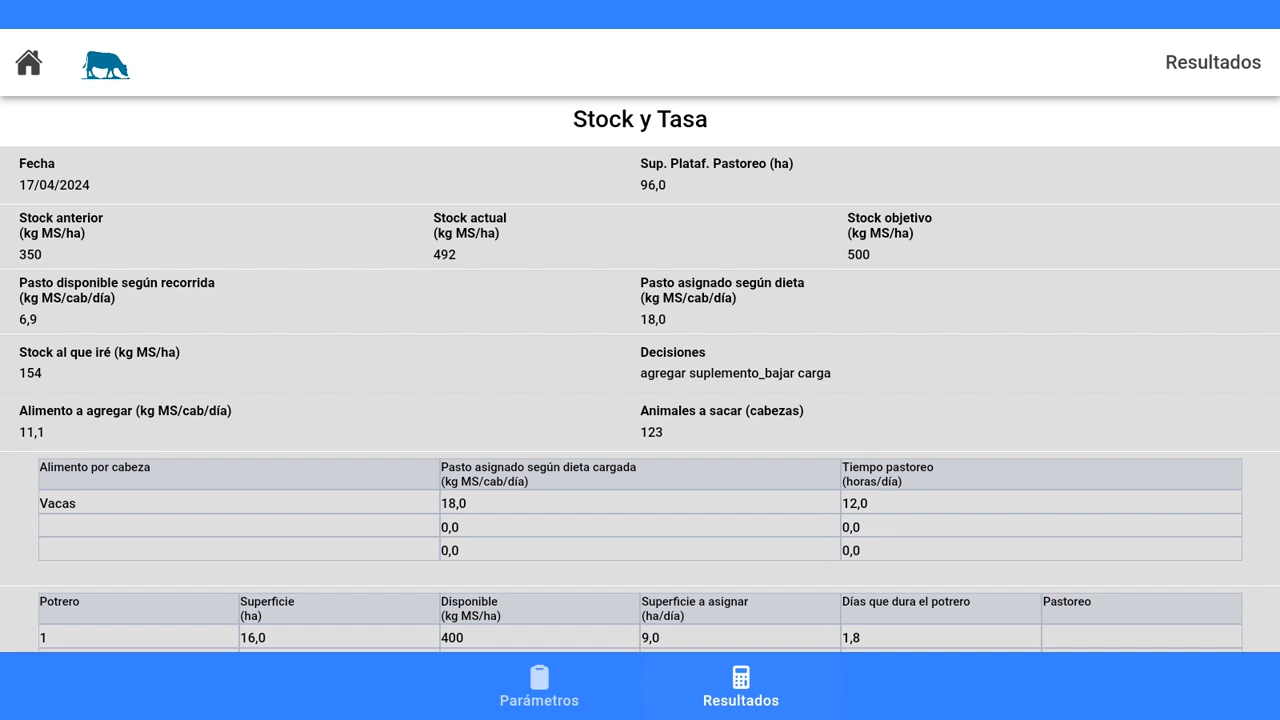 Resultados
Stock y Tasa
Fecha
17/04/2024
Sup. Plataf. Pastoreo (ha)
96,0
Stock anterior
(kg MS/ha)
350
Stock actual
(kg MS/ha)
492
Stock objetivo
(kg MS/ha)
500
Pasto disponible según recorrida
(kg MS/cab/día)
6,9
Pasto asignado según dieta
(kg MS/cab/día)
18,0
Stock al que iré (kg MS/ha)
154
Decisiones
agregar suplemento_bajar carga
Alimento a agregar (kg MS/cab/día)
11,1
Animales a sacar (cabezas)
123
Alimento por cabeza
Pasto asignado según dieta cargada
(kg MS/cab/día)
Tiempo pastoreo
(horas/día)
Vacas
18,0
12,0
0,0
0,0
0,0
0,0
Potrero
Superficie
(ha)
Disponible
(kg MS/ha)
Superficie a asignar
(ha/día)
Días que dura el potrero
Pastoreo
1
16,0
400
9,0
1,8
Parámetros
Resultados